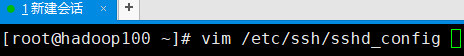 1 新建会话
[root@hadoop100 ~]# vim /etc/ssh/sshd_config